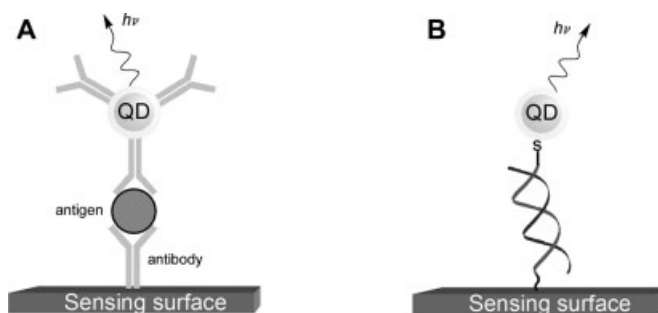 A
hν
QD
antigen
antibody
Sensing surface
B
hν
QD
S
Sensing surface